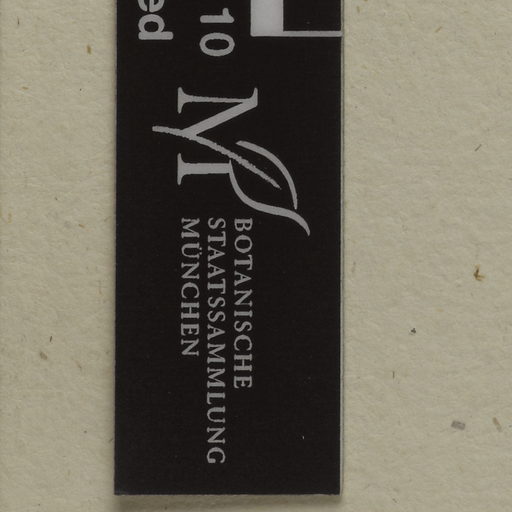 10
ed
M
BOTANISCHE
STAATSSAMMLUNG
MÜNCHEN